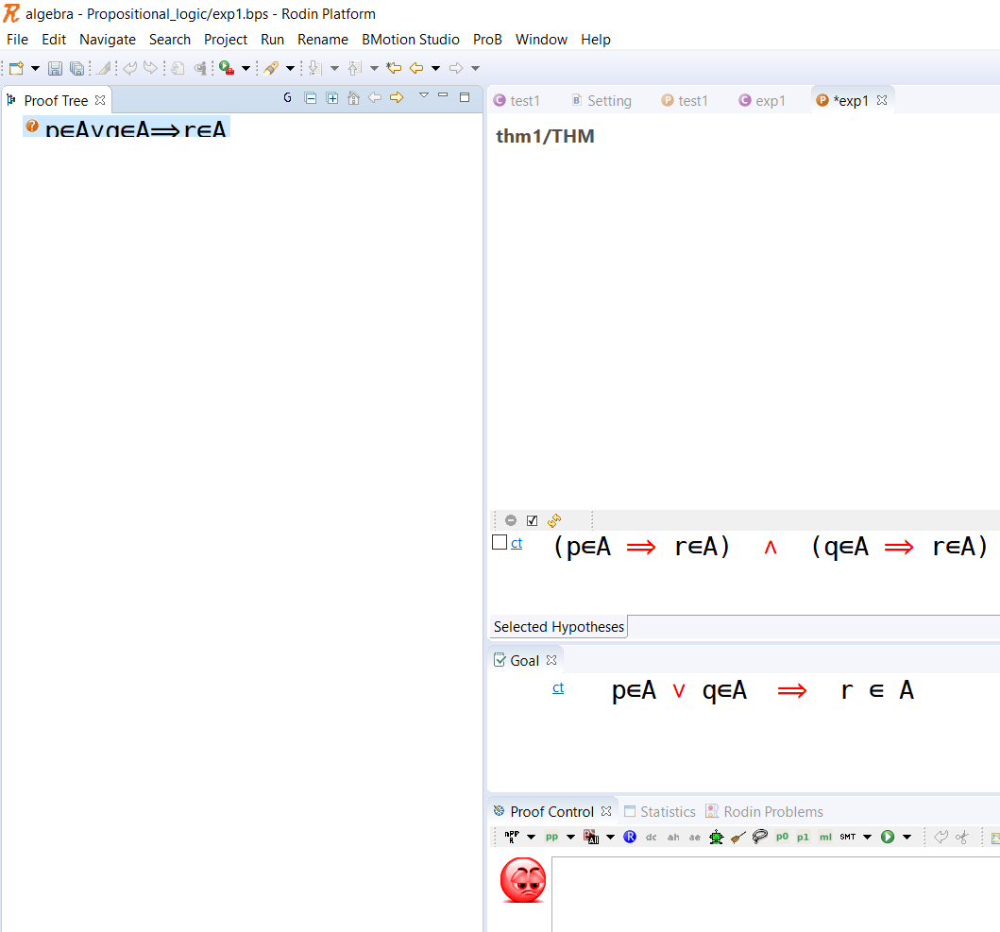 algebra - Propositional_logic/exp1.bps - Rodin Platform
File Edit Navigate Search Project Run Rename BMotion Studio ProB Window Help
Proof Tree G
p∈A∨q∈A⇒r∈A
test1 Setting test1 exp1 *exp1
thm1/THM
ct (p∈A ⇒ r∈A) ∧ (q∈A ⇒ r∈A)
Selected Hypotheses
Goal
ct p∈A ∨ q∈A ⇒ r ∈ A
Proof Control Statistics Rodin Problems
nPP R pp R dc ah ae p0 p1 ml SMT